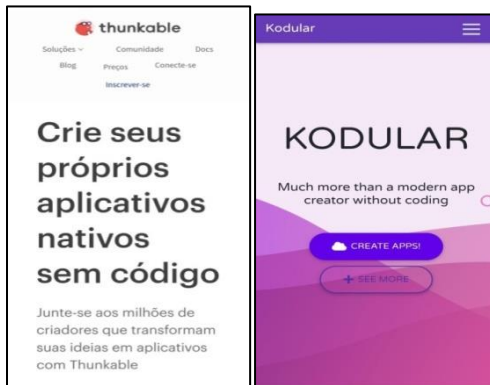 thunkable
Soluções Comunidade Docs
Blog Preços Conecte-se
Inscrever-se
Crie seus
próprios
aplicativos
nativos
sem código
Junte-se aos milhões de
criadores que transformam
suas ideias em aplicativos
com Thunkable
Kodular
KODULAR
Much more than a modern app
creator without coding
CREATE APPS!
SEE MORE